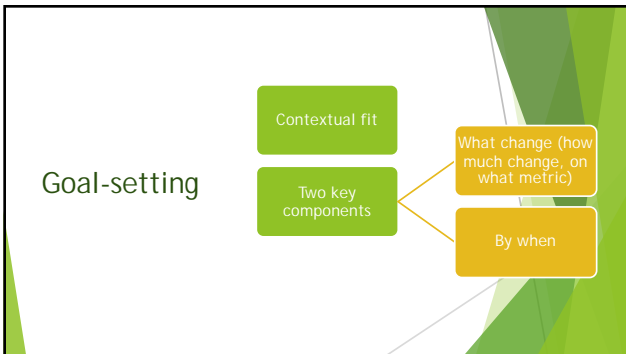 Goal-setting
Contextual fit
Two key
components
What change (how
much change, on
what metric)
By when